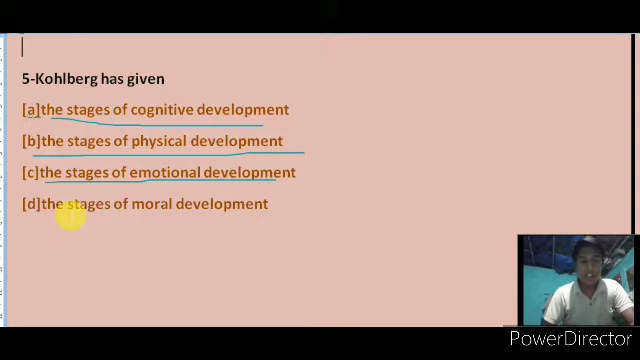 5-Kohlberg has given
[a]the stages of cognitive development
[b]the stages of physical development
[c]the stages of emotional development
[d]the stages of moral development
PowerDirector